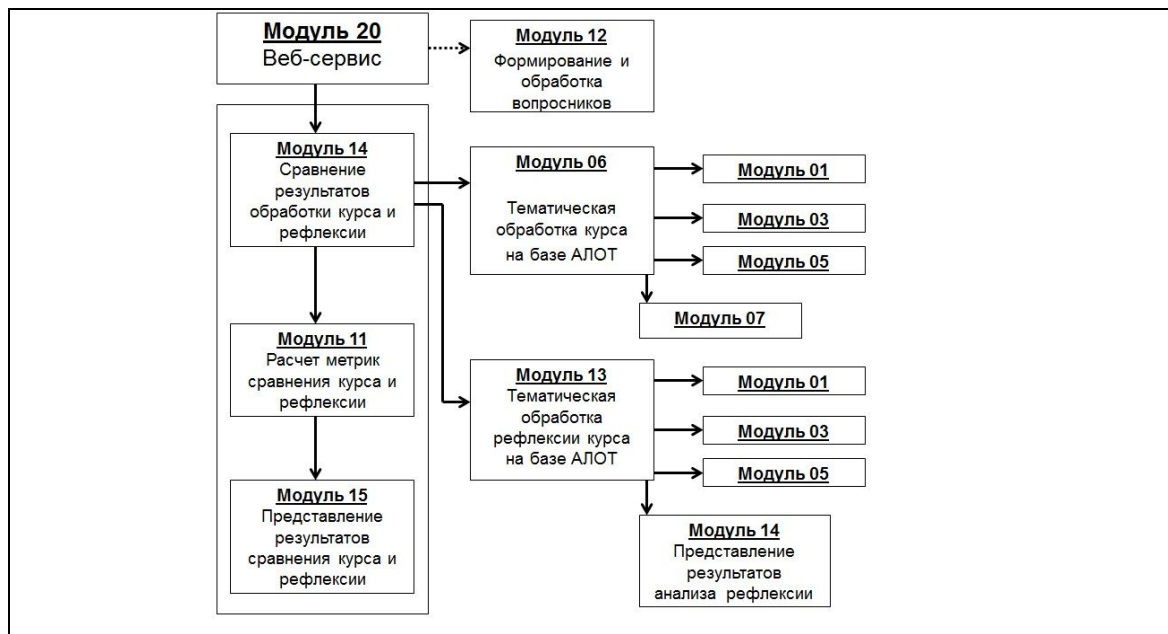 Модуль 20
Веб-сервис
Модуль 12
Формирование и
обработка
вопросников
Модуль 14
Сравнение
результатов
обработки курса и
рефлексии
Модуль 06
Тематическая
обработка курса
на базе АЛОТ
Модуль 01
Модуль 03
Модуль 05
Модуль 07
Модуль 11
Расчет метрик
сравнения курса и
рефлексии
Модуль 13
Тематическая
обработка
рефлексии курса
на базе АЛОТ
Модуль 01
Модуль 03
Модуль 05
Модуль 15
Представление
результатов
сравнения курса и
рефлексии
Модуль 14
Представление
результатов
анализа рефлексии